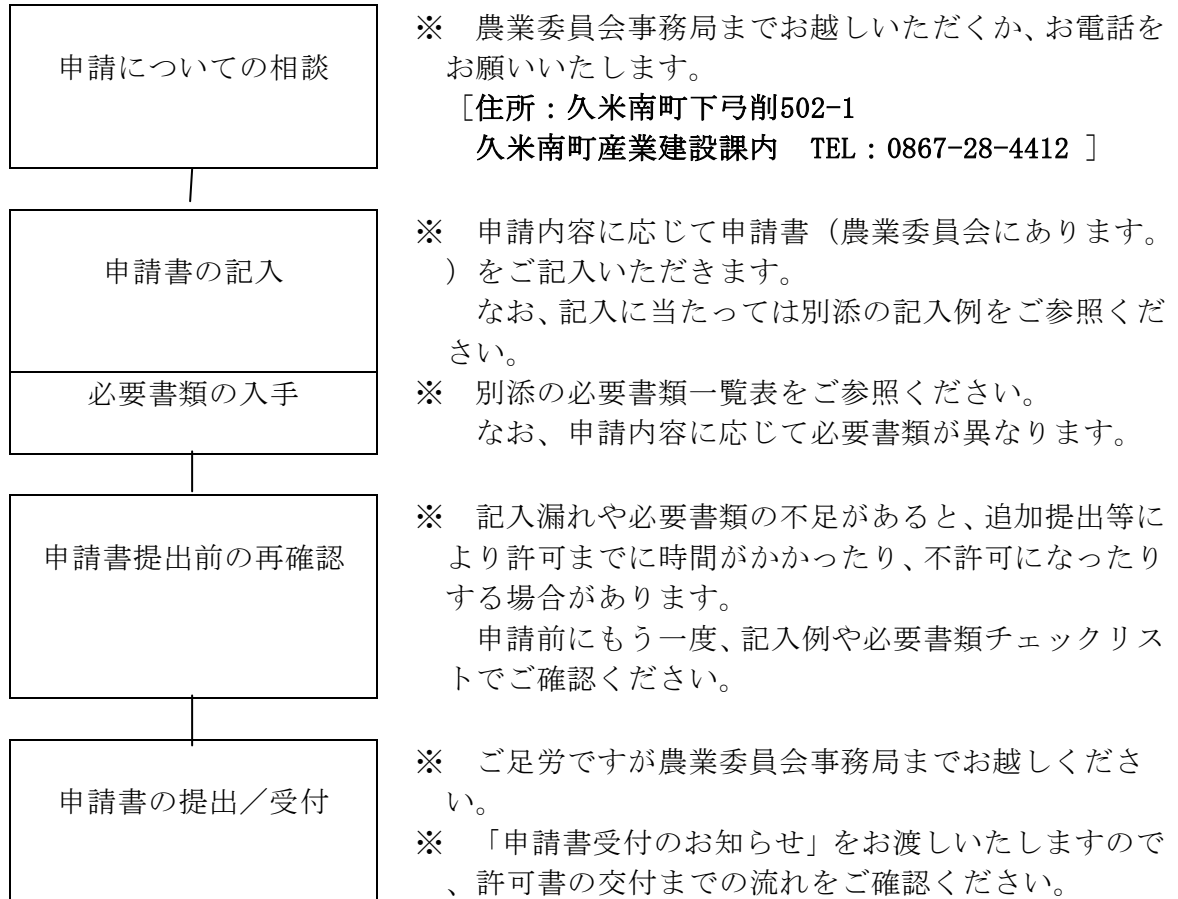 申請についての相談
※　農業委員会事務局までお越しいただくか、お電話を
お願いいたします。
［住所：久米南町下弓削502-1
久米南町産業建設課内　TEL：0867-28-4412 ］
申請書の記入
※　申請内容に応じて申請書（農業委員会にあります。
）をご記入いただきます。
なお、記入に当たっては別添の記入例をご参照くだ
さい。
必要書類の入手
※　別添の必要書類一覧表をご参照ください。
なお、申請内容に応じて必要書類が異なります。
申請書提出前の再確認
※　記入漏れや必要書類の不足があると、追加提出等に
より許可までに時間がかかったり、不許可になったり
する場合があります。
申請前にもう一度、記入例や必要書類チェックリス
トでご確認ください。
申請書の提出／受付
※　ご足労ですが農業委員会事務局までお越しくださ
い。
※　「申請書受付のお知らせ」をお渡しいたしますので
、許可書の交付までの流れをご確認ください。